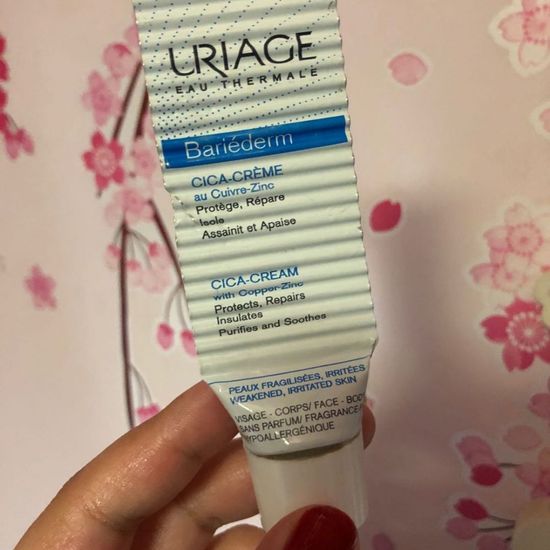 URIAGE
EAU THERMALE
Bariéderm
CICA-CRÈME
au Cuivre-Zinc
Protège, Répare
Isole
Assainit et Apaise
CICA-CREAM
with Copper-Zinc
Protects, Repairs
Insulates
Purifies and Soothes
PEAUX FRAGILISÉES, IRRITÉES
WEAKENED, IRRITATED SKIN
VISAGE - CORPS/ FACE - BODY
SANS PARFUM/ FRAGRANCE
HYPOALLERGÉNIQUE